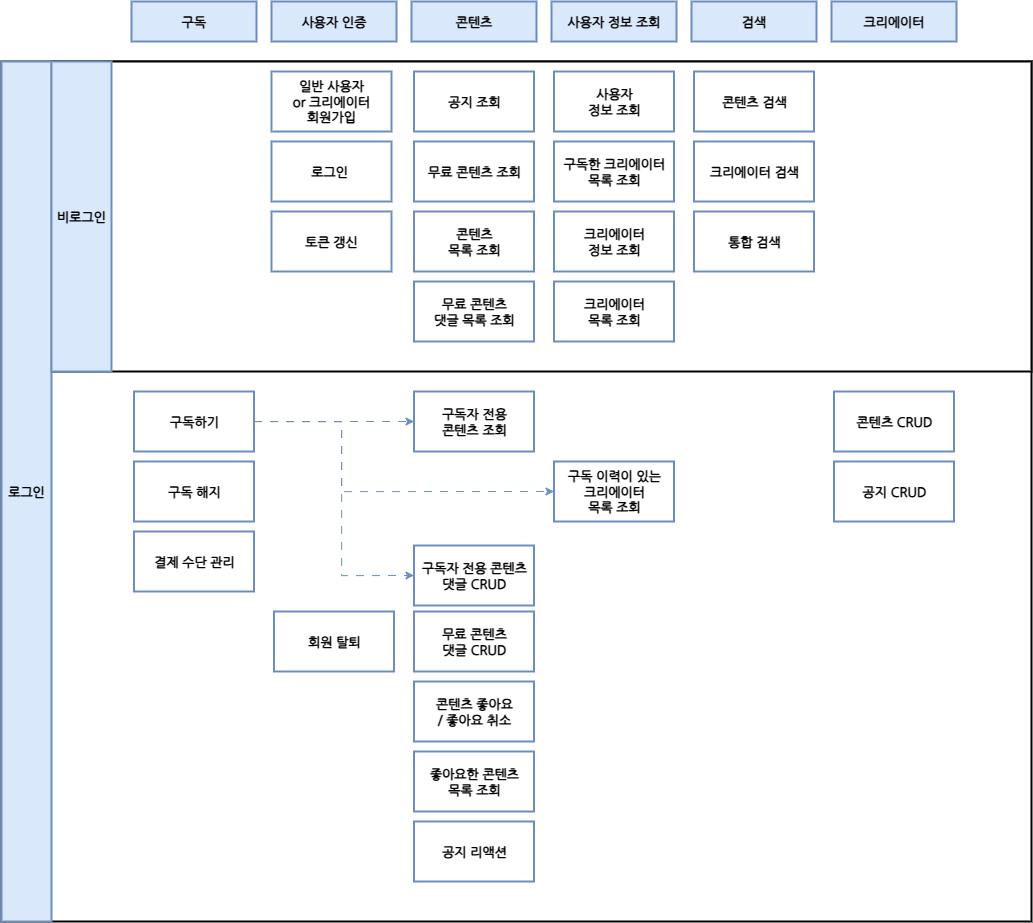 구독
사용자 인증
콘텐츠
사용자 정보 조회
검색
크리에이터
로그인
비로그인
일반 사용자
or 크리에이터
회원가입
공지 조회
사용자
정보 조회
콘텐츠 검색
로그인
무료 콘텐츠 조회
구독한 크리에이터
목록 조회
크리에이터 검색
토큰 갱신
콘텐츠
목록 조회
크리에이터
정보 조회
통합 검색
무료 콘텐츠
댓글 목록 조회
크리에이터
목록 조회
구독하기
구독자 전용
콘텐츠 조회
콘텐츠 CRUD
구독 해지
구독 이력이 있는
크리에이터
목록 조회
공지 CRUD
결제 수단 관리
구독자 전용 콘텐츠
댓글 CRUD
회원 탈퇴
무료 콘텐츠
댓글 CRUD
콘텐츠 좋아요
/ 좋아요 취소
좋아요한 콘텐츠
목록 조회
공지 리액션